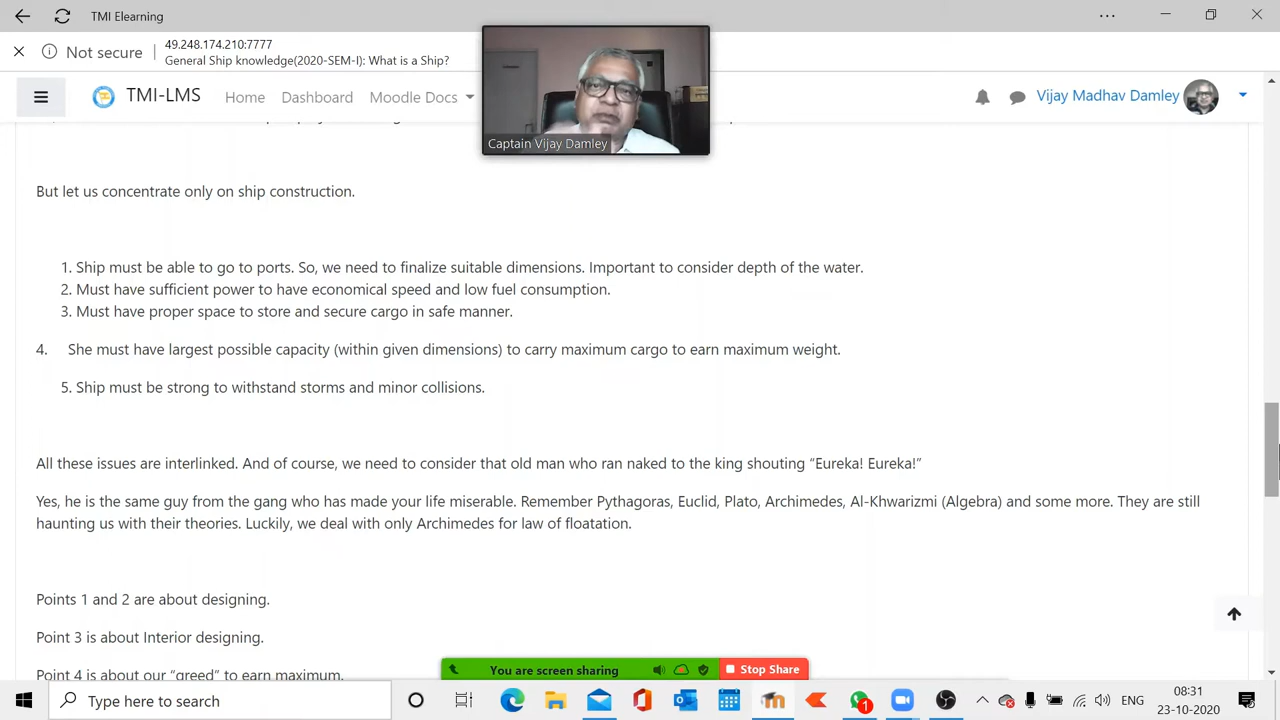 TMI Elearning
Not secure
49.248.174.210:7777
General Ship knowledge(2020-SEM-I): What is a Ship?
TMI-LMS
Home
Dashboard
Moodle Docs
Vijay Madhav Damley
Captain Vijay Damley
But let us concentrate only on ship construction.
1. Ship must be able to go to ports. So, we need to finalize suitable dimensions. Important to consider depth of the water.
2. Must have sufficient power to have economical speed and low fuel consumption.
3. Must have proper space to store and secure cargo in safe manner.
4. She must have largest possible capacity (within given dimensions) to carry maximum cargo to earn maximum weight.
5. Ship must be strong to withstand storms and minor collisions.
All these issues are interlinked. And of course, we need to consider that old man who ran naked to the king shouting “Eureka! Eureka!”
Yes, he is the same guy from the gang who has made your life miserable. Remember Pythagoras, Euclid, Plato, Archimedes, Al-Khwarizmi (Algebra) and some more. They are still
haunting us with their theories. Luckily, we deal with only Archimedes for law of floatation.
Points 1 and 2 are about designing.
Point 3 is about Interior designing.
Point 4 is about our “greed” to earn maximum.
You are screen sharing
Stop Share
Type here to search
1
ENG
08:31
23-10-2020